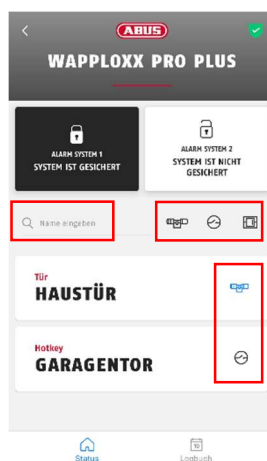 ABUS
WAPPLOXX PRO PLUS
ALARM SYSTEM 1
SYSTEM IST GESICHERT
ALARM SYSTEM 2
SYSTEM IST NICHT
GESICHERT
Name eingeben
Tür
HAUSTÜR
Hotkey
GARAGENTOR
Status
10
Logbuch